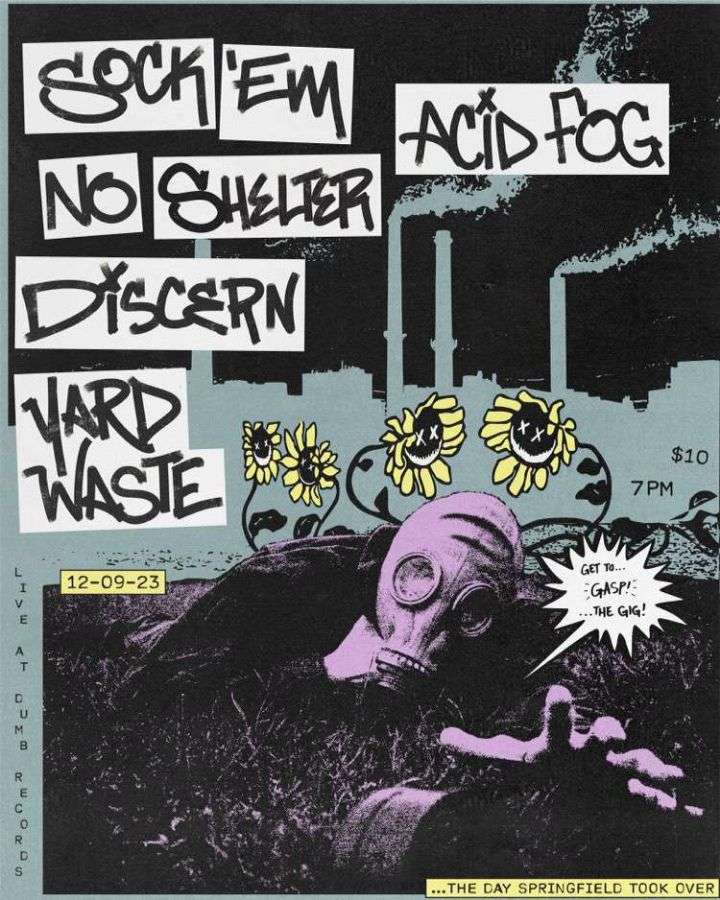 SOCK 'EM
ACID FOG
NO SHELTER
DISCERN
YARD
WASTE
$10
7PM
12-09-23
GET TO...
GASP!
...THE GIG!
LIVE AT DUMB RECORDS
...THE DAY SPRINGFIELD TOOK OVER